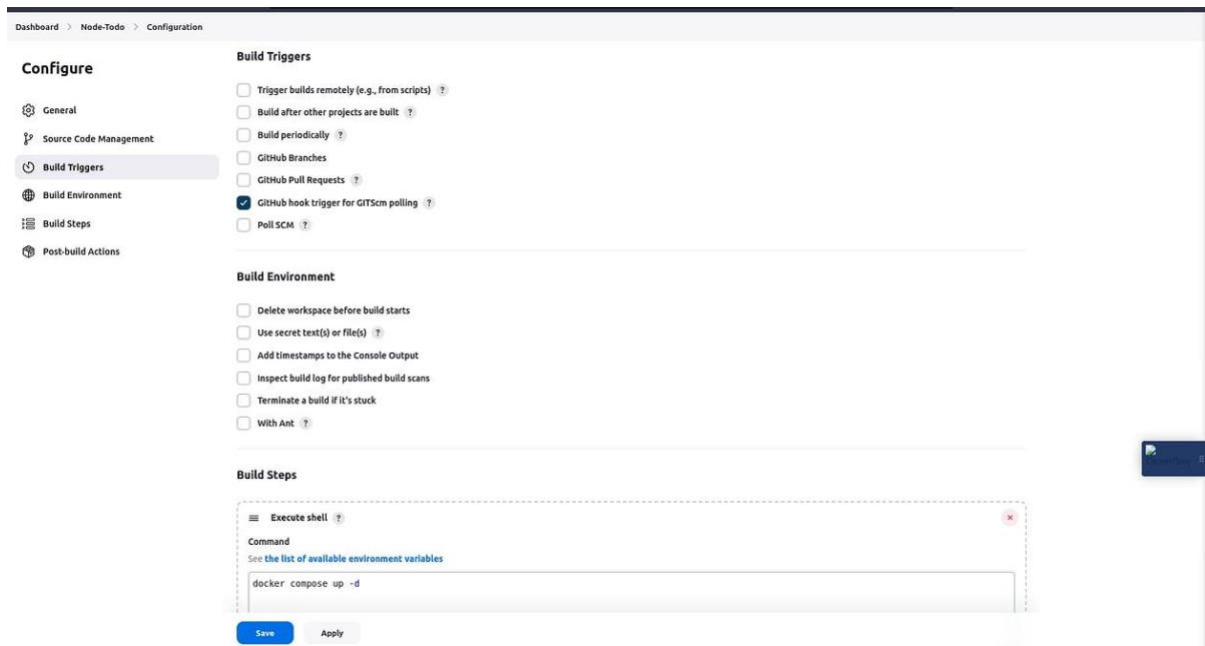 Dashboard > Node-Todo > Configuration
Configure
General
Source Code Management
Build Triggers
Build Environment
Build Steps
Post-build Actions
Build Triggers
Trigger builds remotely (e.g., from scripts) ?
Build after other projects are built ?
Build periodically ?
GitHub Branches
GitHub Pull Requests ?
GitHub hook trigger for GITScm polling ?
Poll SCM ?
Build Environment
Delete workspace before build starts
Use secret text(s) or file(s) ?
Add timestamps to the Console Output
Inspect build log for published build scans
Terminate a build if it's stuck
With Ant ?
Build Steps
Execute shell ?
Command
See the list of available environment variables
docker compose up -d
Save Apply